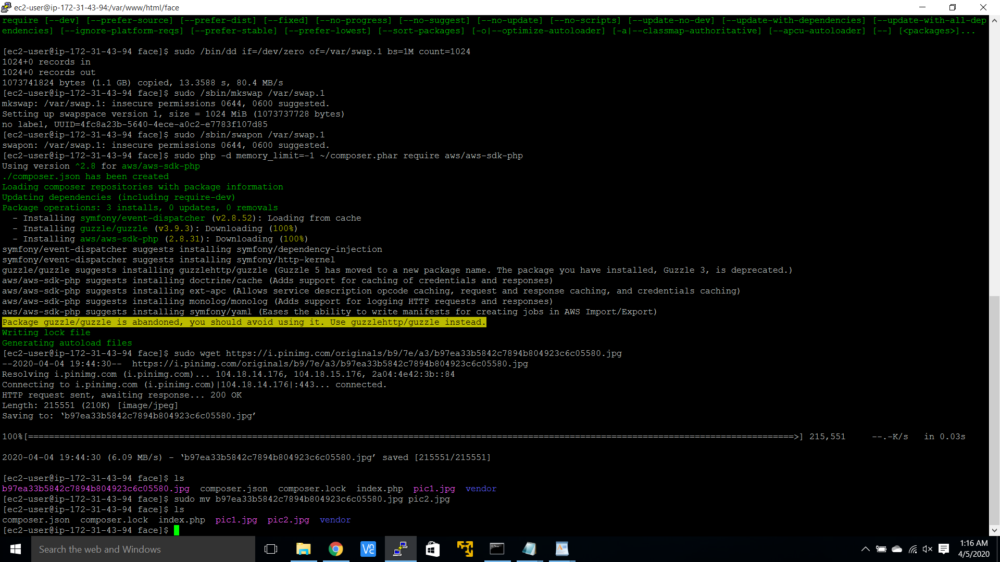 ec2-user@ip-172-31-43-94:/var/www/html/face
require [--dev] [--prefer-source] [--prefer-dist] [--fixed] [--no-progress] [--no-suggest] [--no-update] [--no-scripts] [--update-no-dev] [--update-with-dependencies] [--update-with-all-dep
endencies] [--ignore-platform-reqs] [--prefer-stable] [--prefer-lowest] [--sort-packages] [-o|--optimize-autoloader] [-a|--classmap-authoritative] [--apcu-autoloader] [--] [<packages>]...
[ec2-user@ip-172-31-43-94 face]$ sudo /bin/dd if=/dev/zero of=/var/swap.1 bs=1M count=1024
1024+0 records in
1024+0 records out
1073741824 bytes (1.1 GB) copied, 13.3588 s, 80.4 MB/s
[ec2-user@ip-172-31-43-94 face]$ sudo /sbin/mkswap /var/swap.1
mkswap: /var/swap.1: insecure permissions 0644, 0600 suggested.
Setting up swapspace version 1, size = 1024 MiB (1073737728 bytes)
no label, UUID=4fc8a23b-5640-4ece-a0c2-e7783f107d85
[ec2-user@ip-172-31-43-94 face]$ sudo /sbin/swapon /var/swap.1
swapon: /var/swap.1: insecure permissions 0644, 0600 suggested.
[ec2-user@ip-172-31-43-94 face]$ sudo php -d memory_limit=-1 ~/composer.phar require aws/aws-sdk-php
Using version ^2.8 for aws/aws-sdk-php
./composer.json has been created
Loading composer repositories with package information
Updating dependencies (including require-dev)
Package operations: 3 installs, 0 updates, 0 removals
  - Installing symfony/event-dispatcher (v2.8.52): Loading from cache
  - Installing guzzle/guzzle (v3.9.3): Downloading (100%)
  - Installing aws/aws-sdk-php (2.8.31): Downloading (100%)
symfony/event-dispatcher suggests installing symfony/dependency-injection
symfony/event-dispatcher suggests installing symfony/http-kernel
guzzle/guzzle suggests installing guzzlehttp/guzzle (Guzzle 5 has moved to a new package name. The package you have installed, Guzzle 3, is deprecated.)
aws/aws-sdk-php suggests installing doctrine/cache (Adds support for caching of credentials and responses)
aws/aws-sdk-php suggests installing ext-apc (Allows service description opcode caching, request and response caching, and credentials caching)
aws/aws-sdk-php suggests installing monolog/monolog (Adds support for logging HTTP requests and responses)
aws/aws-sdk-php suggests installing symfony/yaml (Eases the ability to write manifests for creating jobs in AWS Import/Export)
Package guzzle/guzzle is abandoned, you should avoid using it. Use guzzlehttp/guzzle instead.
Writing lock file
Generating autoload files
[ec2-user@ip-172-31-43-94 face]$ sudo wget https://i.pinimg.com/originals/b9/7e/a3/b97ea33b5842c7894b804923c6c05580.jpg
--2020-04-04 19:44:30--  https://i.pinimg.com/originals/b9/7e/a3/b97ea33b5842c7894b804923c6c05580.jpg
Resolving i.pinimg.com (i.pinimg.com)... 104.18.14.176, 104.18.15.176, 2a04:4e42:3b::84
Connecting to i.pinimg.com (i.pinimg.com)|104.18.14.176|:443... connected.
HTTP request sent, awaiting response... 200 OK
Length: 215551 (210K) [image/jpeg]
Saving to: ‘b97ea33b5842c7894b804923c6c05580.jpg’
100%[===================================================================================================================================================>] 215,551     --.-K/s   in 0.03s
2020-04-04 19:44:30 (6.09 MB/s) - ‘b97ea33b5842c7894b804923c6c05580.jpg’ saved [215551/215551]
[ec2-user@ip-172-31-43-94 face]$ ls
b97ea33b5842c7894b804923c6c05580.jpg  composer.json  composer.lock  index.php  pic1.jpg  vendor
[ec2-user@ip-172-31-43-94 face]$ sudo mv b97ea33b5842c7894b804923c6c05580.jpg pic2.jpg
[ec2-user@ip-172-31-43-94 face]$ ls
composer.json  composer.lock  index.php  pic1.jpg  pic2.jpg  vendor
[ec2-user@ip-172-31-43-94 face]$
Search the web and Windows
1:16 AM
4/5/2020